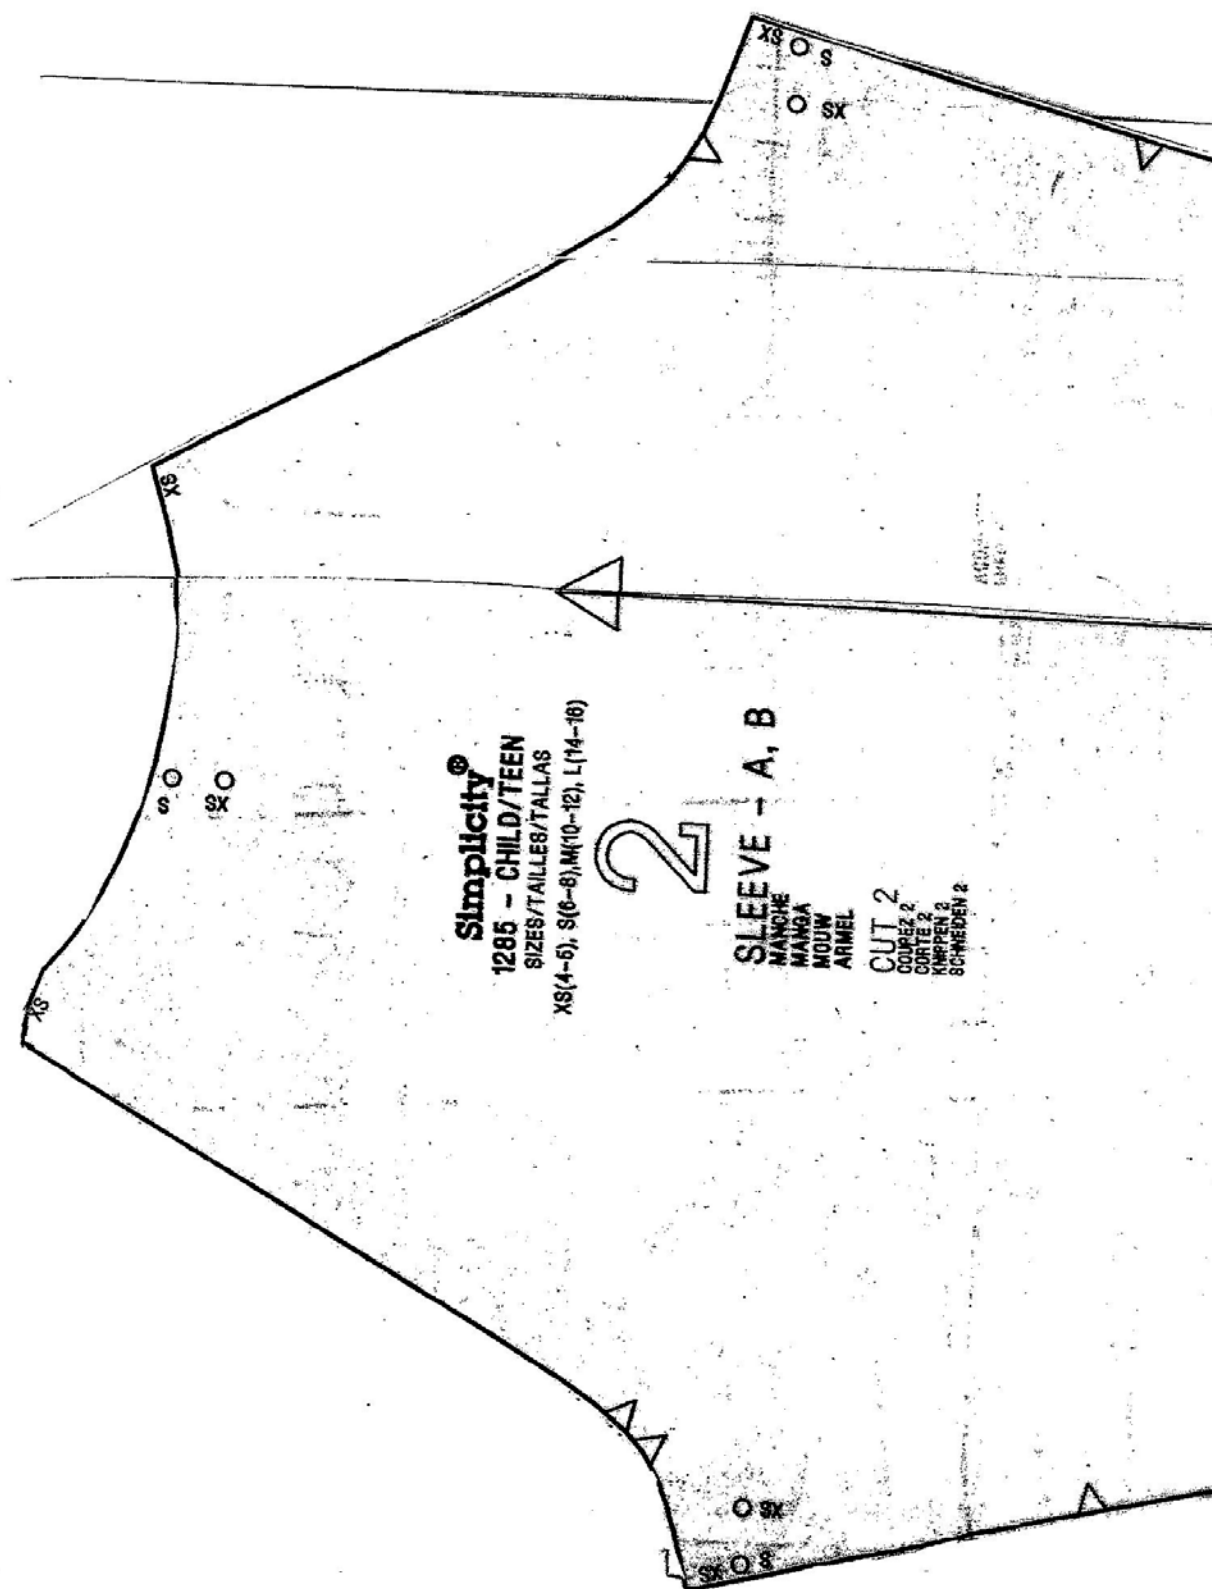 XS
S
SX
XS
S
SX
XS
Simplicity®
1285 - CHILD/TEEN
SIZES/TAILLES/TALLAS
XS(4-5), S(6-8), M(10-12), L(14-16)
2
SLEEVE - A, B
MANCHE
MANGA
MOUW
ARMEL
CUT 2
COUPEZ 2
CORTE 2
KNIPPEN 2
SCHNEIDEN 2
SX
SX
S